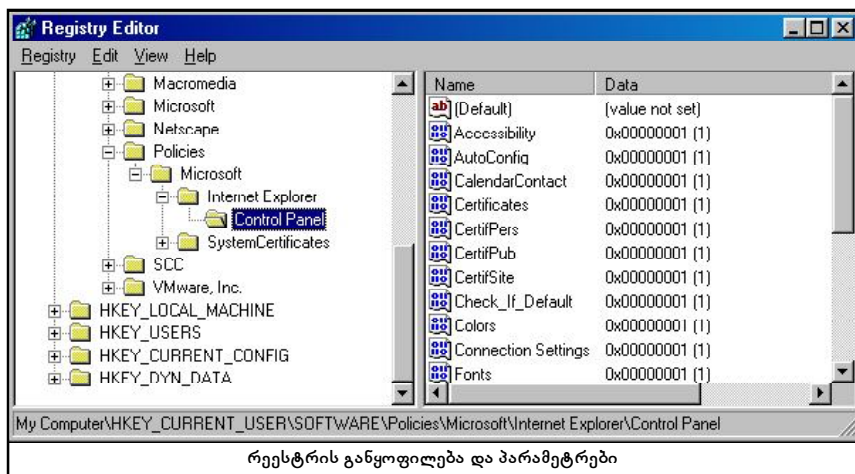 Registry Editor
Registry Edit View Help
Macromedia
Microsoft
Netscape
Policies
Microsoft
Internet Explorer
Control Panel
SystemCertificates
SCC
VMware, Inc.
HKEY_LOCAL_MACHINE
HKEY_USERS
HKEY_CURRENT_CONFIG
HKEY_DYN_DATA
Name Data
(Default) (value not set)
Accessibility 0x00000001 (1)
AutoConfig 0x00000001 (1)
CalendarContact 0x00000001 (1)
Certificates 0x00000001 (1)
CertifPers 0x00000001 (1)
CertifPub 0x00000001 (1)
CertifSite 0x00000001 (1)
Check_If_Default 0x00000001 (1)
Colors 0x00000001 (1)
Connection Settings 0x00000001 (1)
Fonts 0x00000001 (1)
My Computer\HKEY_CURRENT_USER\SOFTWARE\Policies\Microsoft\Internet Explorer\Control Panel
რეესტრის განყოფილება და პარამეტრები